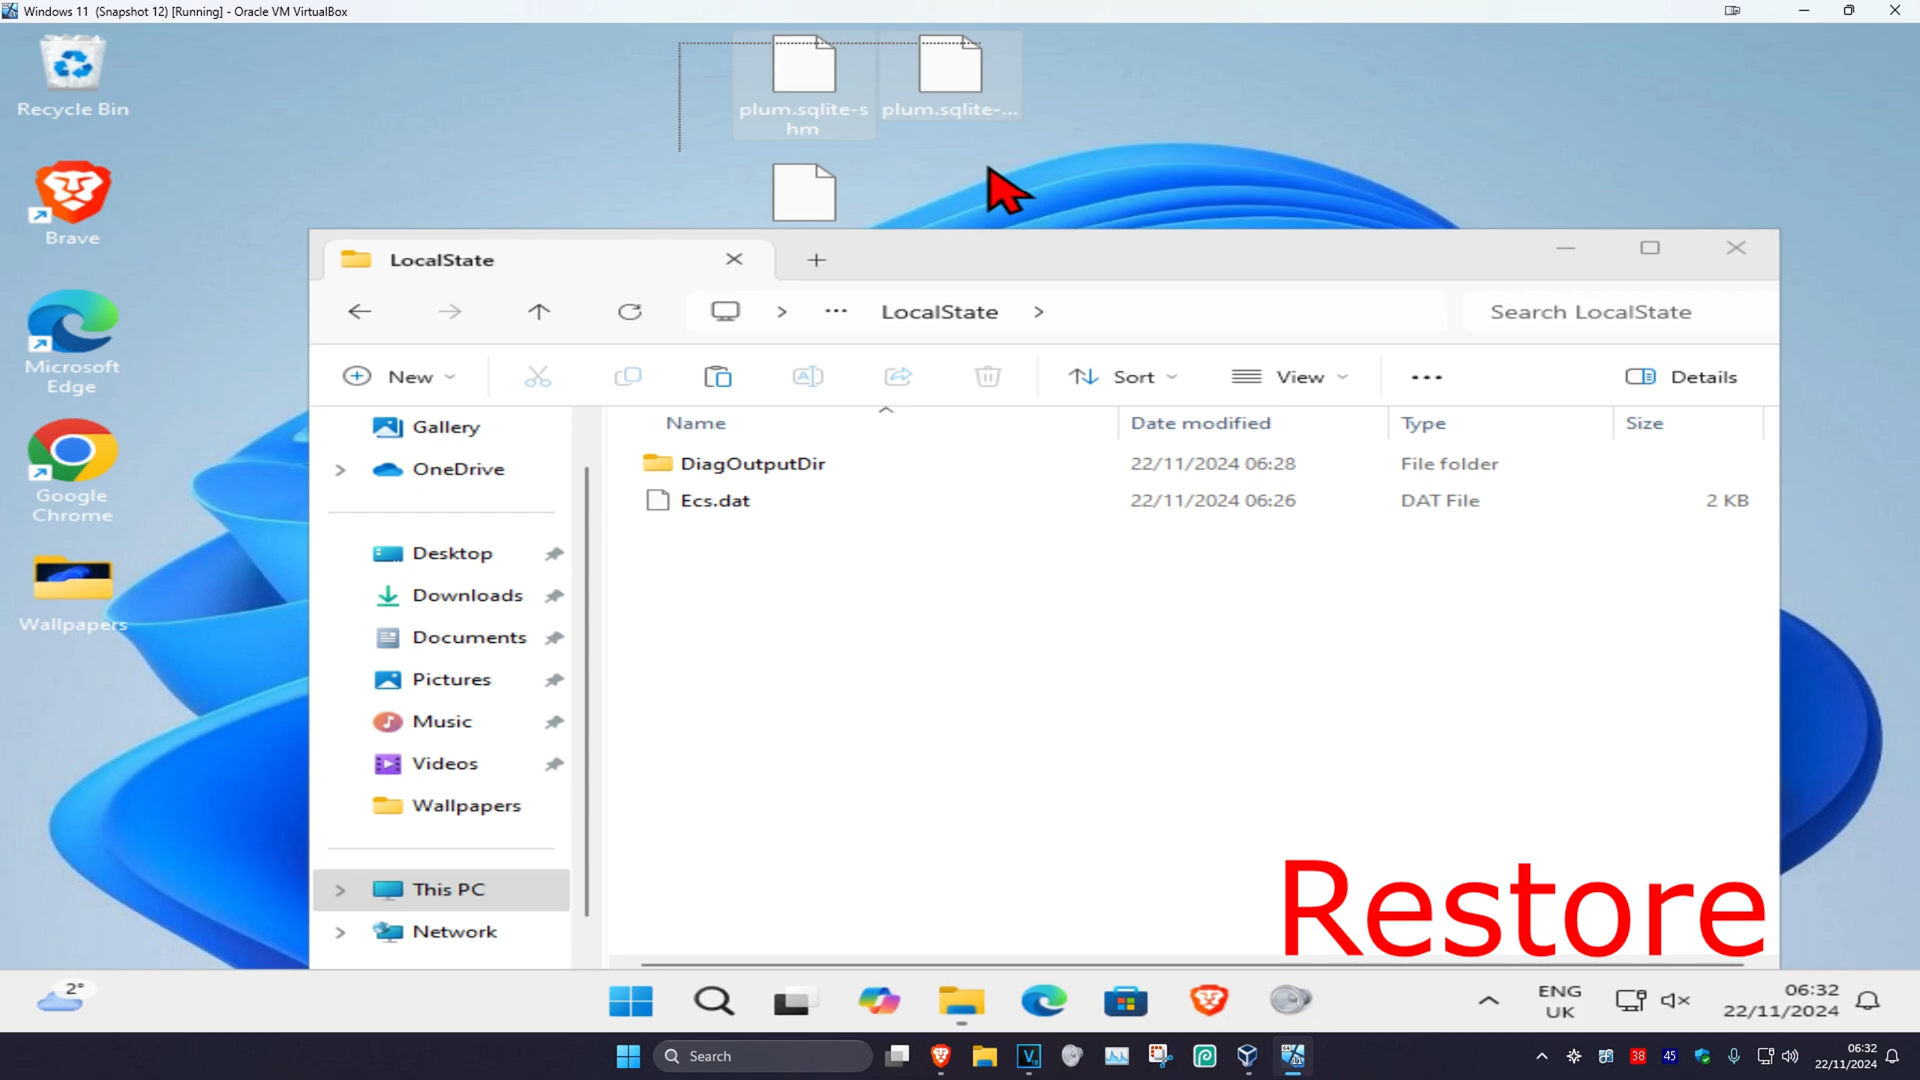 Windows 11 (Snapshot 12) [Running] - Oracle VM VirtualBox
Recycle Bin
plum.sqlite-s
hm
plum.sqlite-...
Brave
Microsoft
Edge
Google
Chrome
Wallpapers
LocalState
LocalState
Search LocalState
New
Sort
View
Details
Name
Date modified
Type
Size
DiagOutputDir
22/11/2024 06:28
File folder
Ecs.dat
22/11/2024 06:26
DAT File
2 KB
Gallery
OneDrive
Desktop
Downloads
Documents
Pictures
Music
Videos
Wallpapers
This PC
Network
Restore
2°
ENG
UK
06:32
22/11/2024
Search
38
45
06:32
22/11/2024